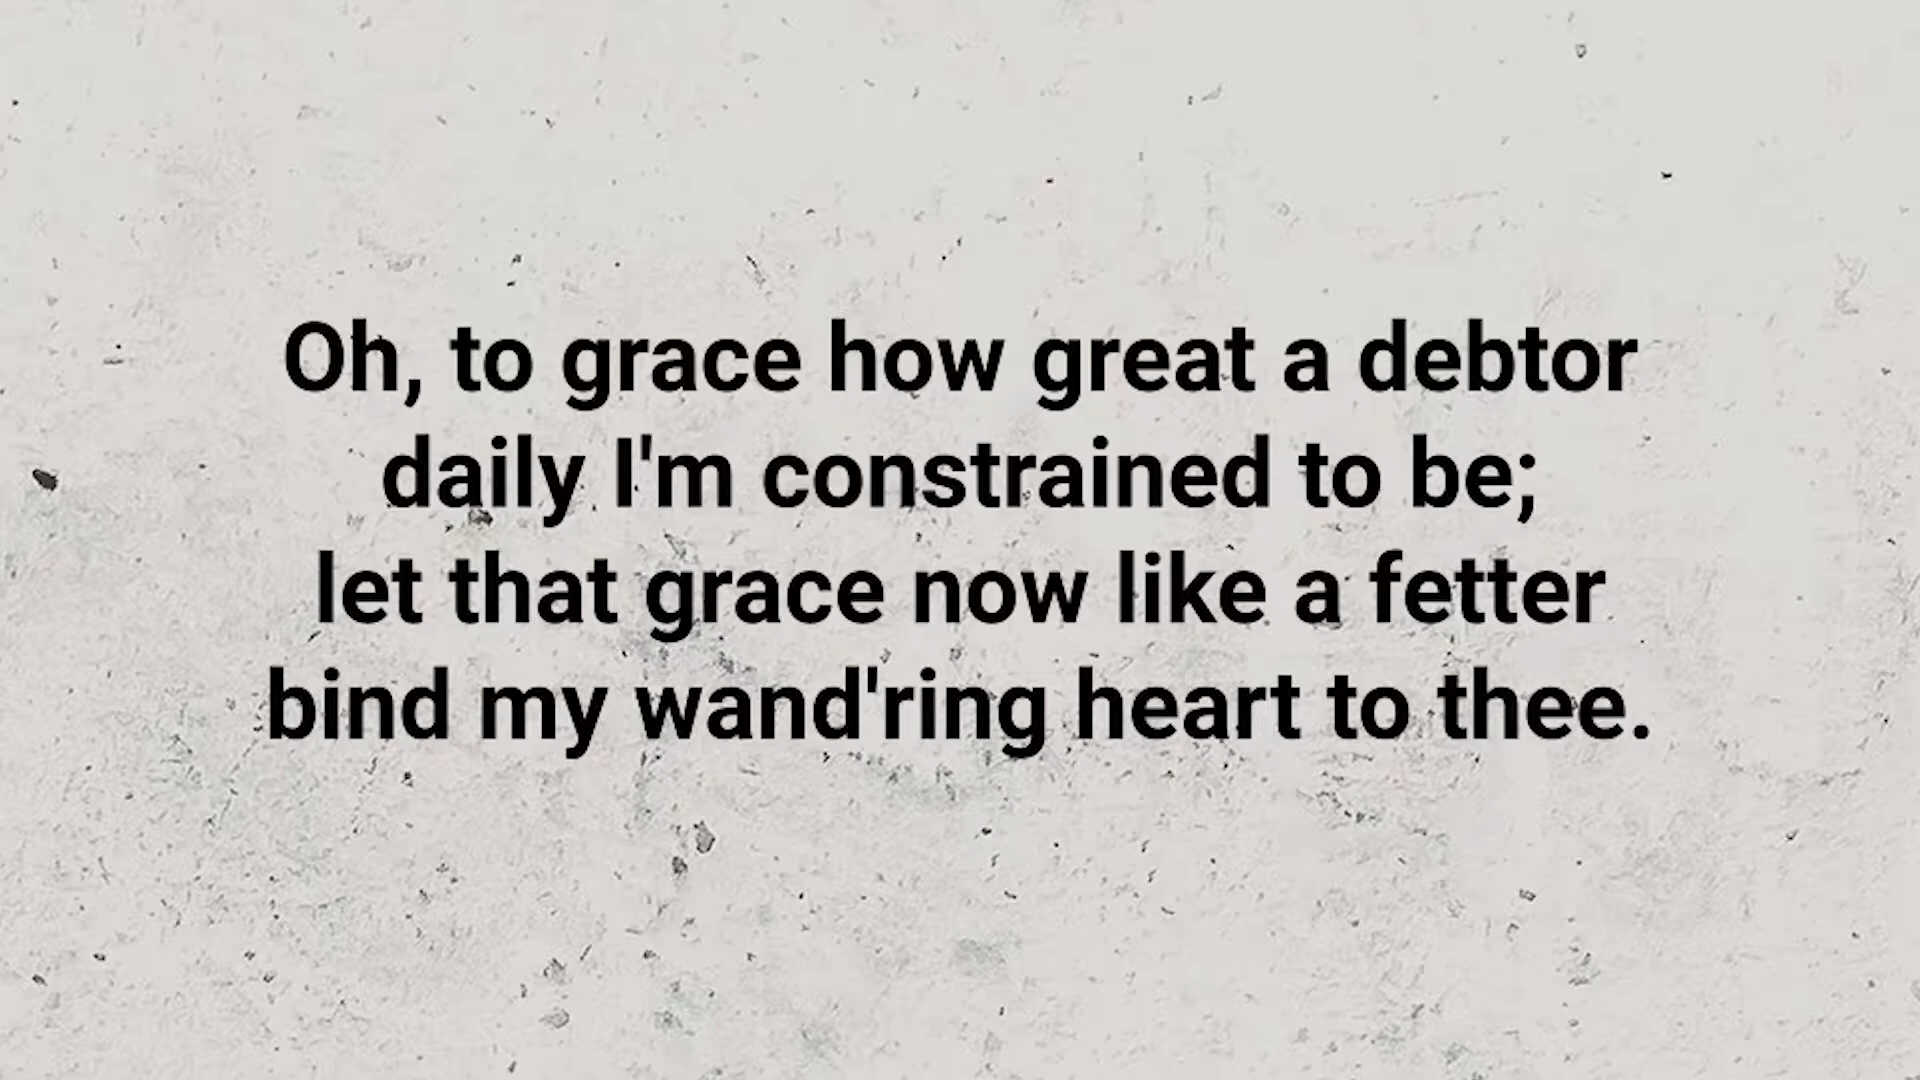 Oh, to grace how great a debtor
daily I'm constrained to be;
let that grace now like a fetter
bind my wand'ring heart to thee.